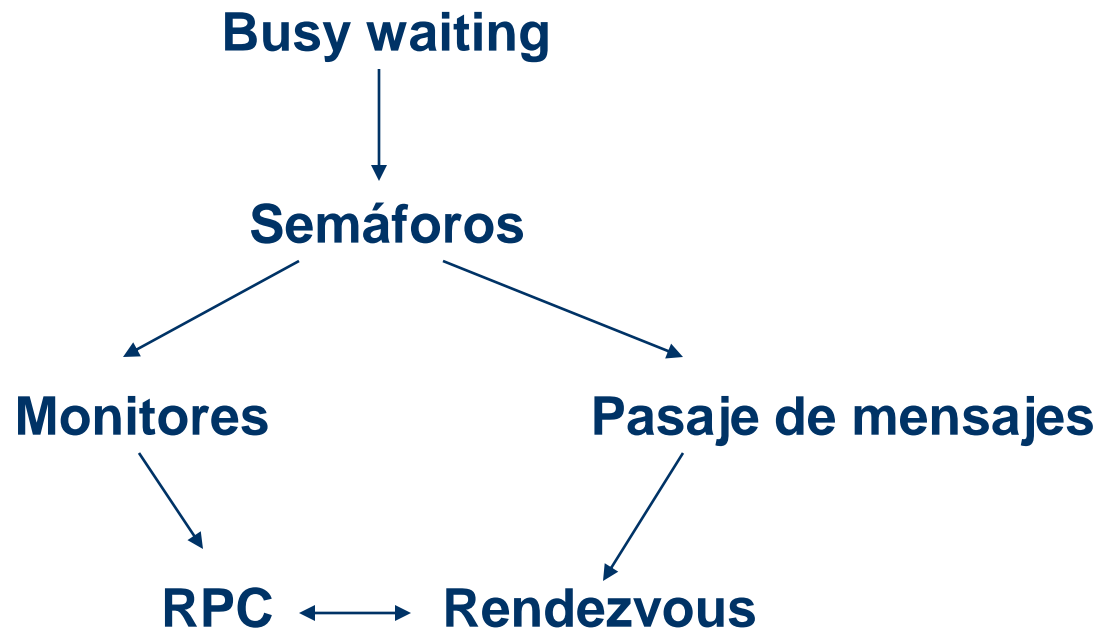 Busy waiting
Semáforos
Monitores
Pasaje de mensajes
RPC
Rendezvous